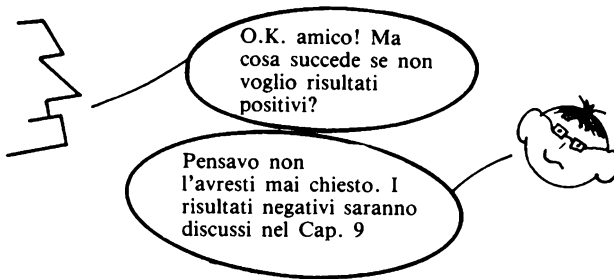 O.K. amico! Ma
cosa succede se non
voglio risultati
positivi?
Pensavo non
l'avresti mai chiesto. I
risultati negativi saranno
discussi nel Cap. 9